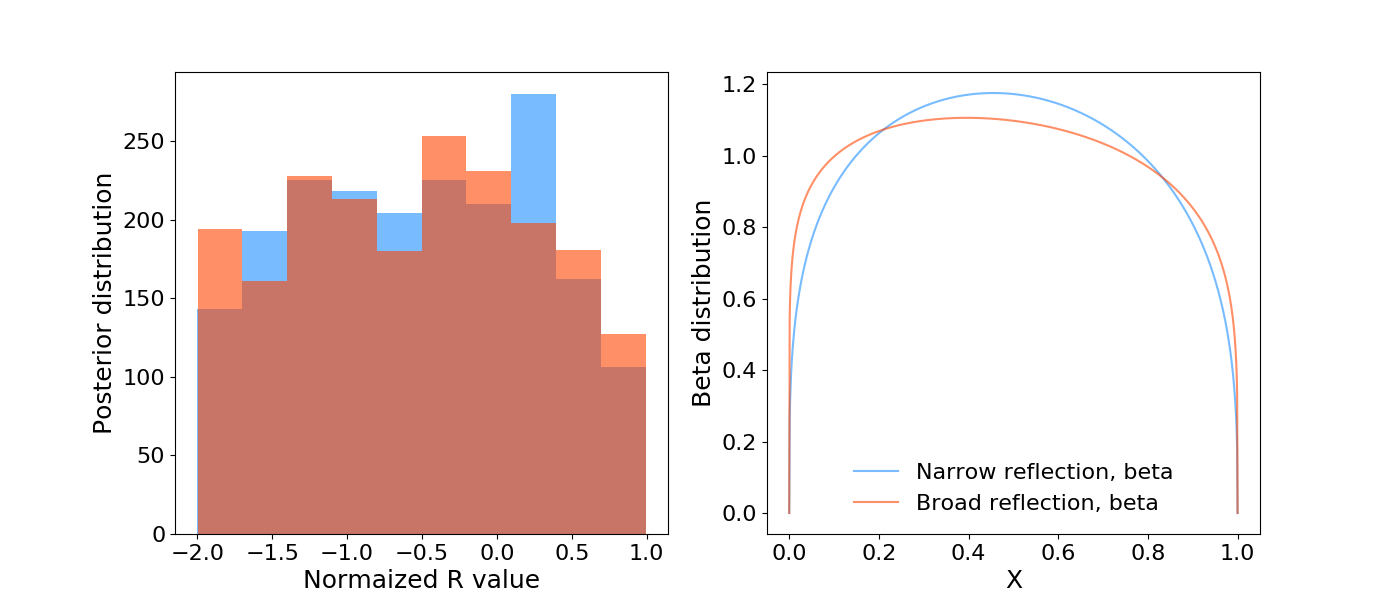 Posterior distribution
250
200
150
100
50
0
−2.0 −1.5 −1.0 −0.5 0.0 0.5 1.0
Normaized R value
Beta distribution
1.2
1.0
0.8
0.6
0.4
0.2
0.0
Narrow reflection, beta
Broad reflection, beta
0.0 0.2 0.4 0.6 0.8 1.0
X